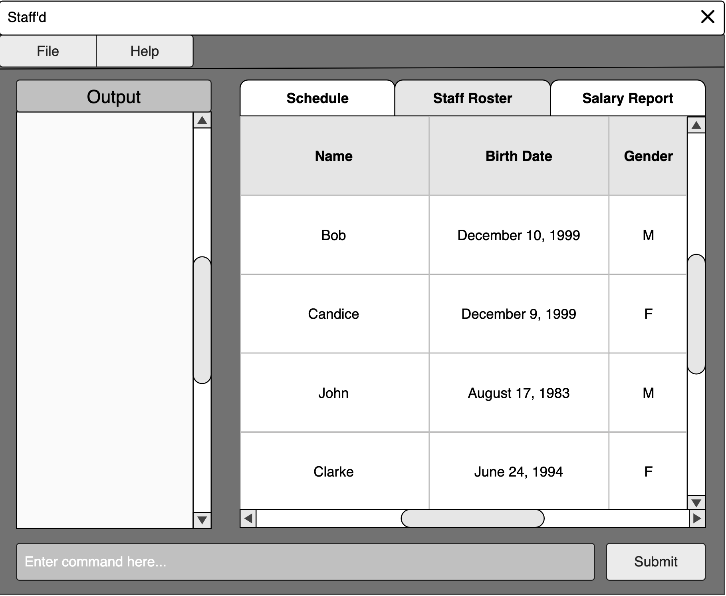 Staff'd
File Help
Output
Schedule Staff Roster Salary Report
Name Birth Date Gender
Bob December 10, 1999 M
Candice December 9, 1999 F
John August 17, 1983 M
Clarke June 24, 1994 F
Enter command here... Submit